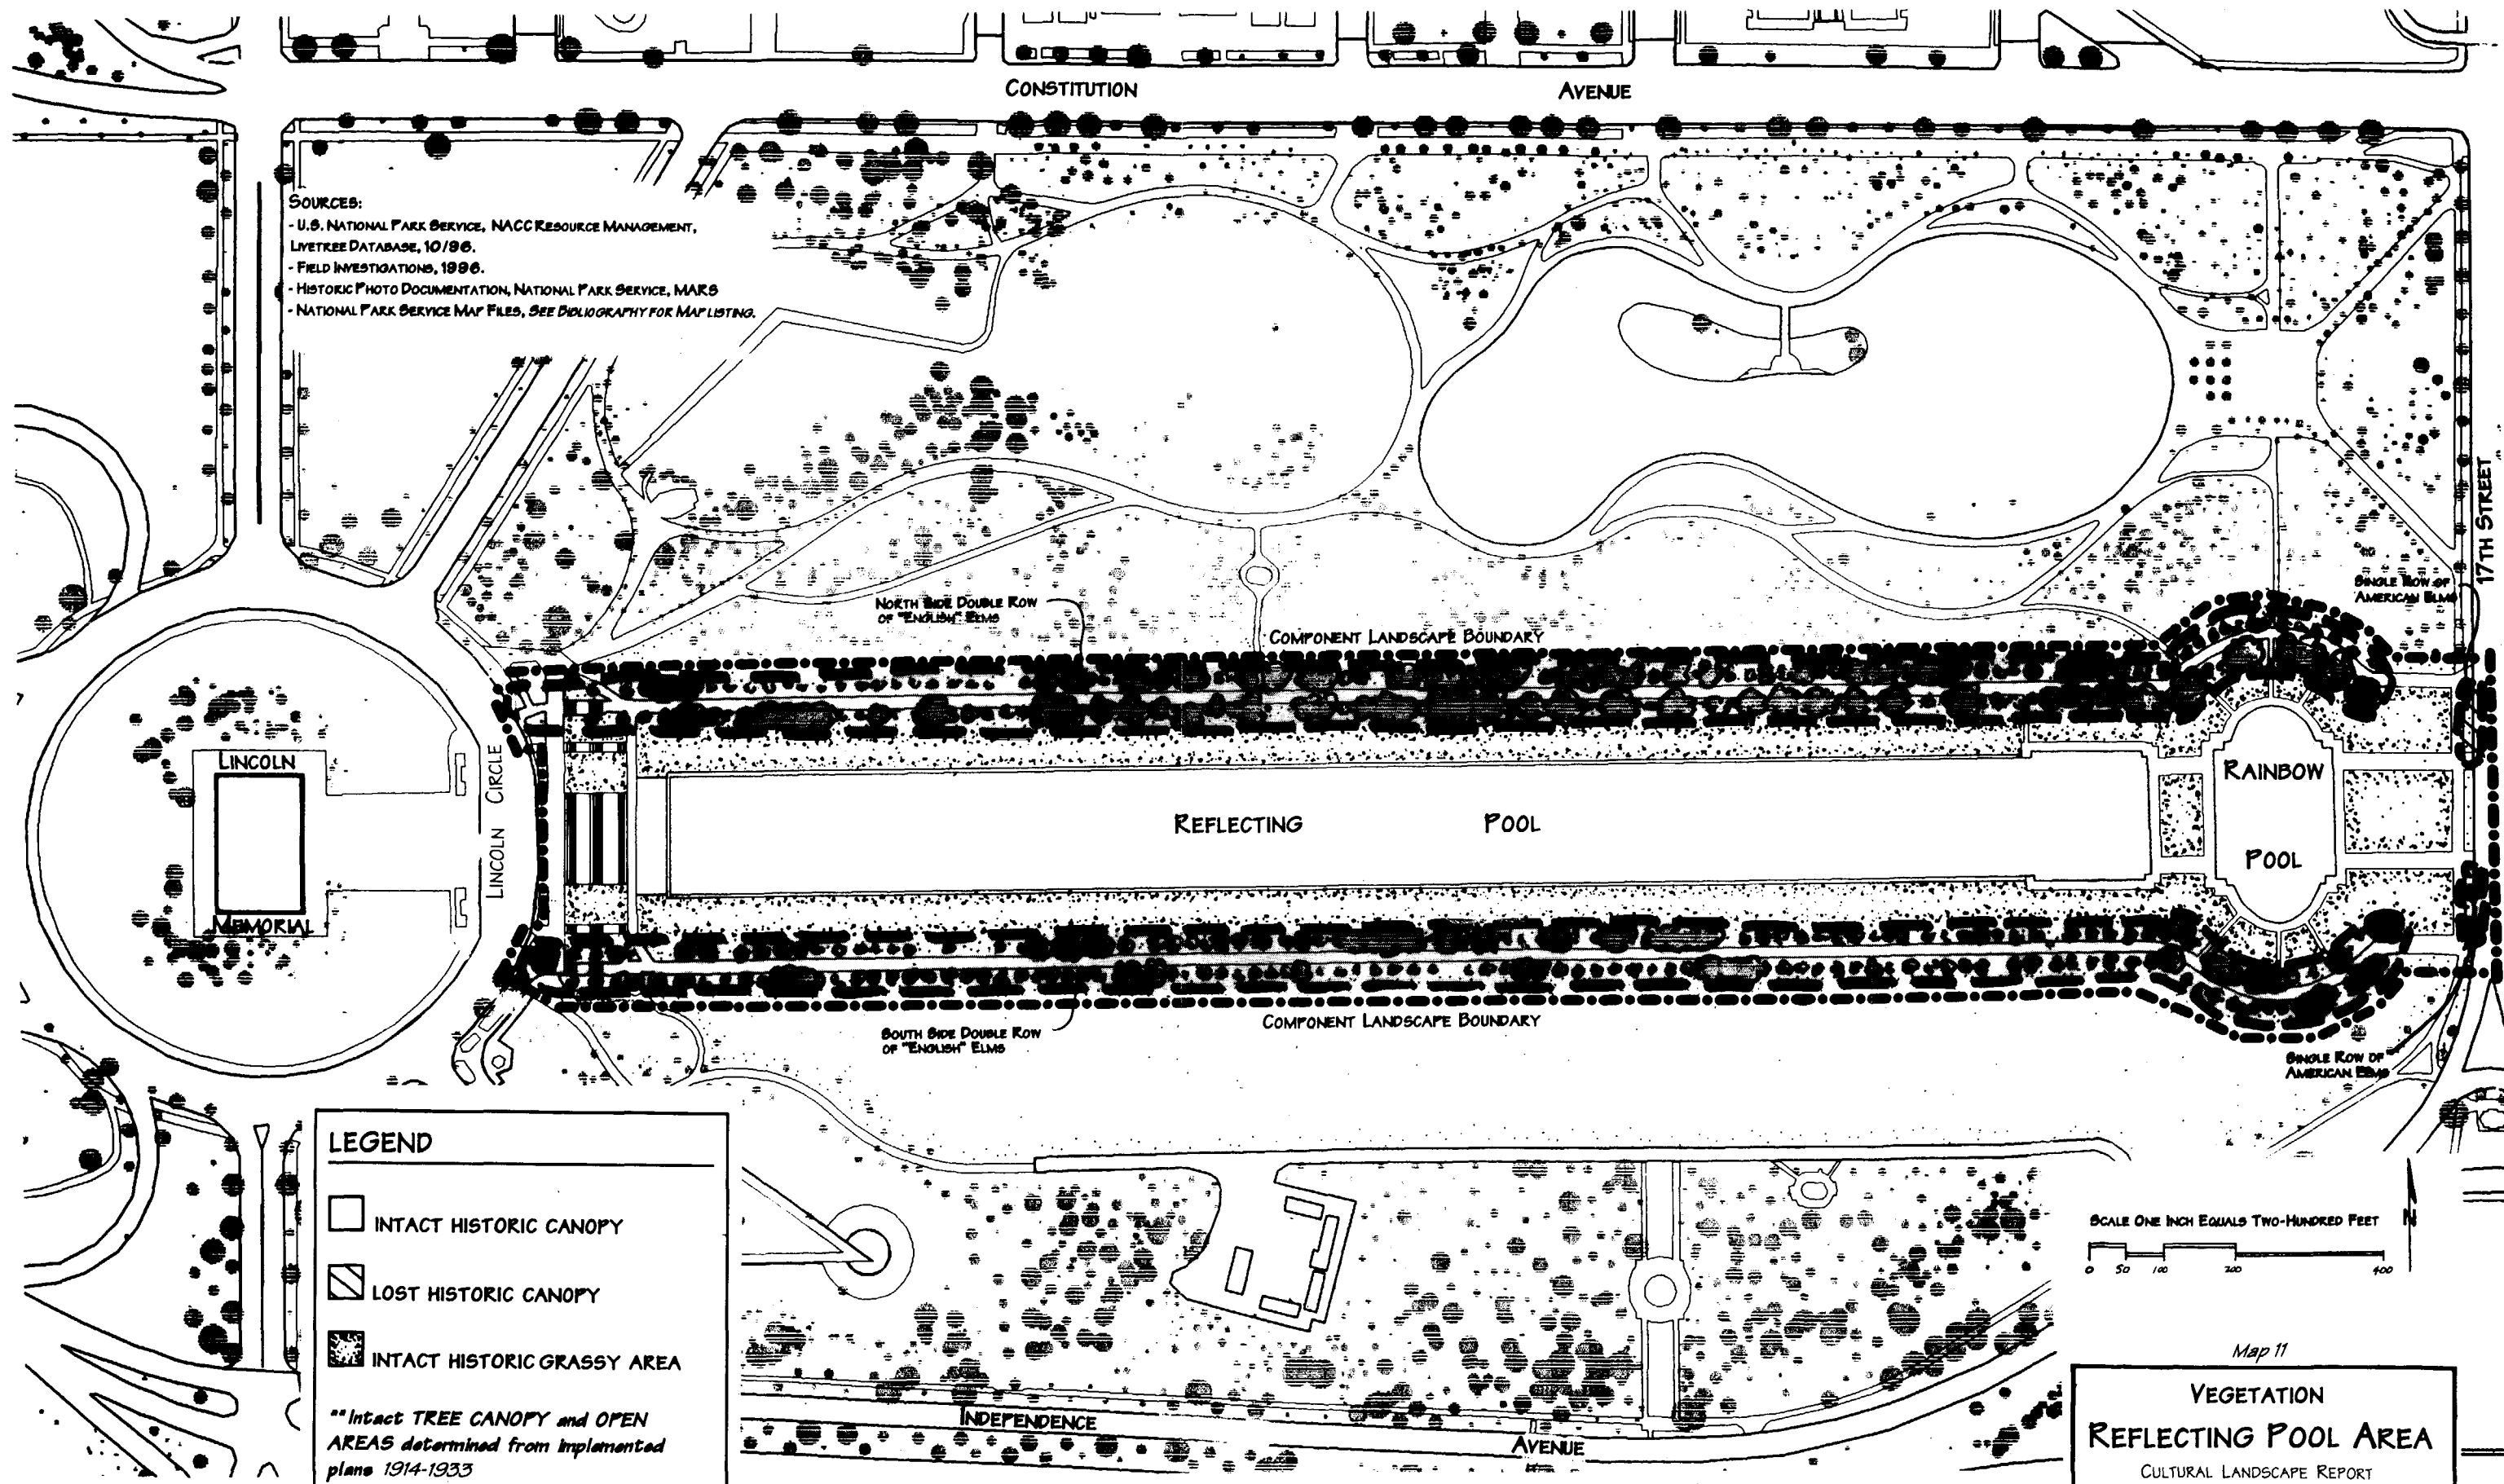 CONSTITUTION AVENUE
SOURCES:
- U.S. NATIONAL PARK SERVICE, NACC RESOURCE MANAGEMENT,
LIVETREE DATABASE, 10/96.
- FIELD INVESTIGATIONS, 1996.
- HISTORIC PHOTO DOCUMENTATION, NATIONAL PARK SERVICE, MARS
- NATIONAL PARK SERVICE MAP FILES, SEE BIBLIOGRAPHY FOR MAP LISTING.
17TH STREET
SINGLE ROW OF
AMERICAN ELMS
NORTH SIDE DOUBLE ROW
OF "ENGLISH" ELMS
COMPONENT LANDSCAPE BOUNDARY
LINCOLN
MEMORIAL
LINCOLN CIRCLE
REFLECTING POOL
RAINBOW
POOL
COMPONENT LANDSCAPE BOUNDARY
SOUTH SIDE DOUBLE ROW
OF "ENGLISH" ELMS
SINGLE ROW OF
AMERICAN ELMS
LEGEND
INTACT HISTORIC CANOPY
LOST HISTORIC CANOPY
INTACT HISTORIC GRASSY AREA
**Intact TREE CANOPY and OPEN
AREAS determined from implemented
plans 1914-1933
INDEPENDENCE
AVENUE
SCALE ONE INCH EQUALS TWO-HUNDRED FEET
N
0 50 100 200 400
Map 11
VEGETATION
REFLECTING POOL AREA
CULTURAL LANDSCAPE REPORT